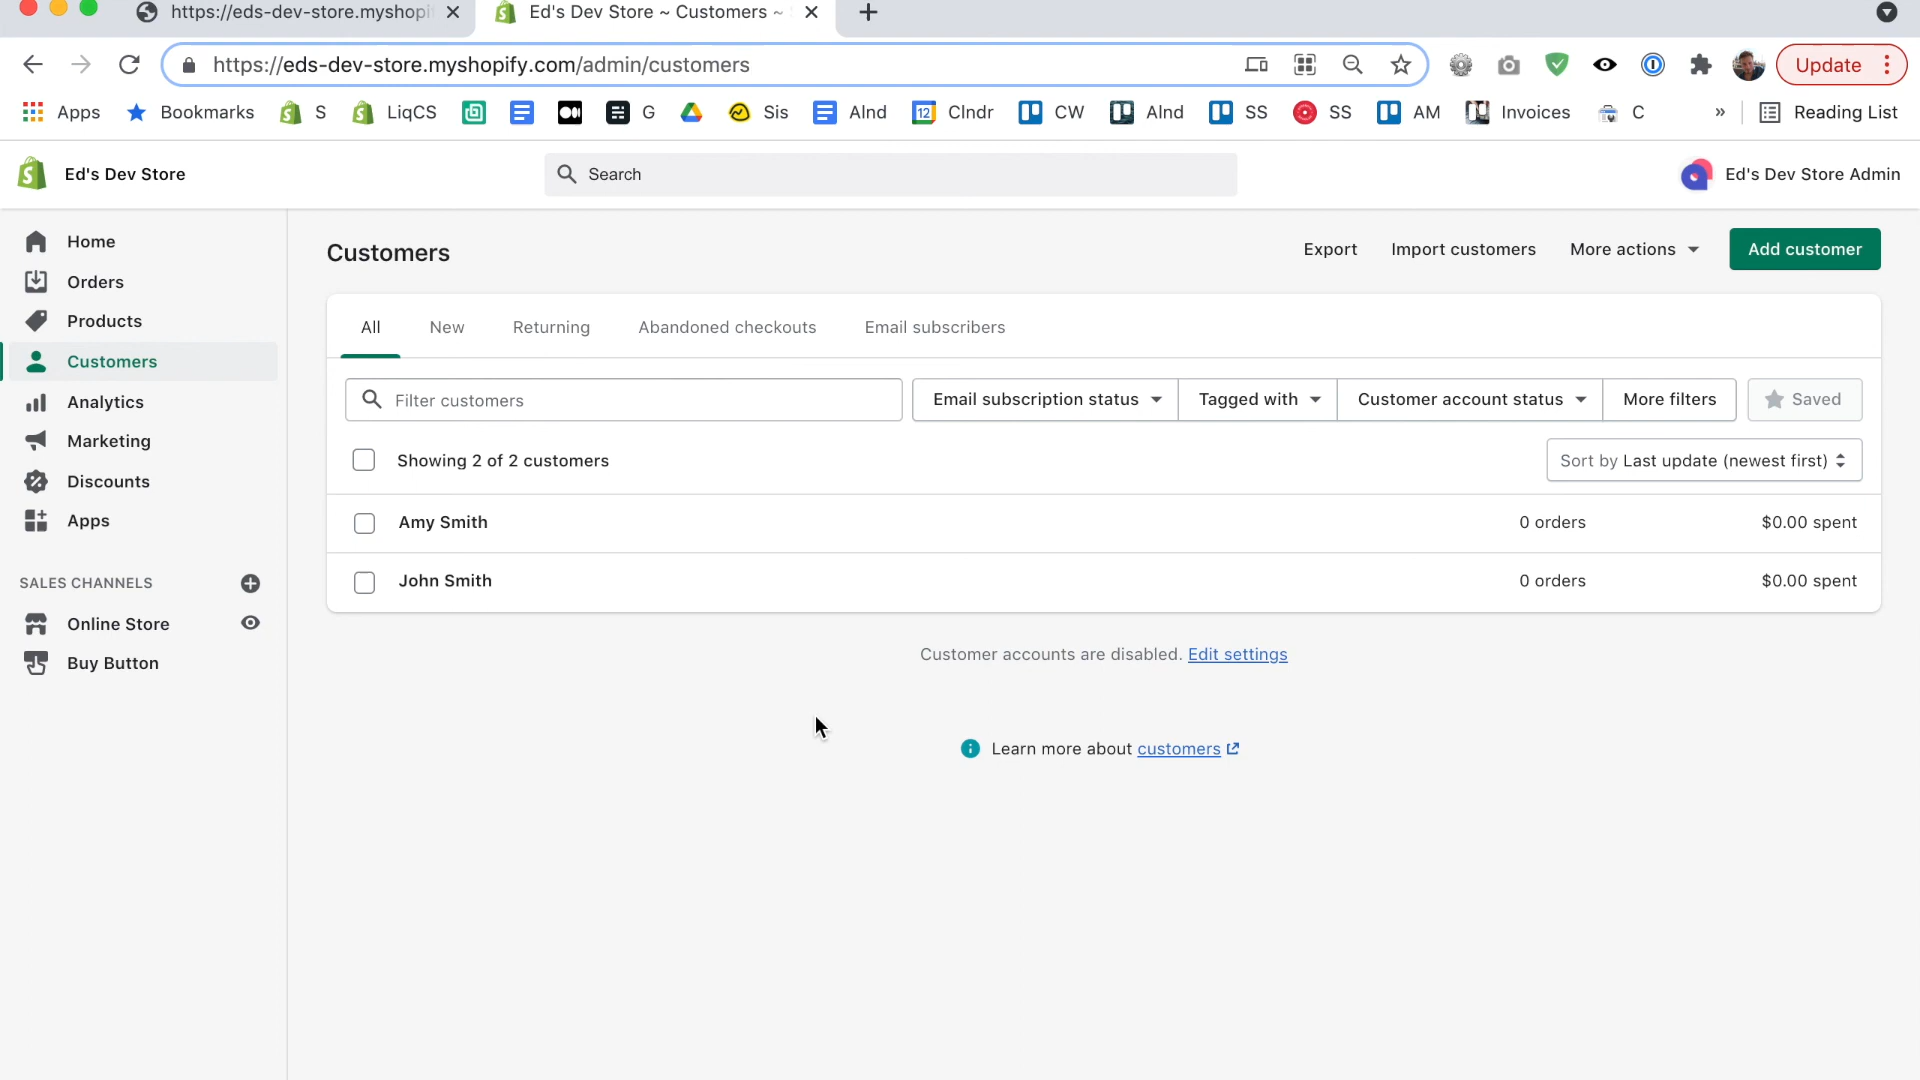 https://eds-dev-store.myshopi
Ed's Dev Store ~ Customers ~
https://eds-dev-store.myshopify.com/admin/customers
Update
Apps
Bookmarks
S
LiqCS
G
Sis
AInd
12
Clndr
CW
AInd
SS
SS
AM
Invoices
C
»
Reading List
Ed's Dev Store
Search
Ed's Dev Store Admin
Home
Orders
Products
Customers
Analytics
Marketing
Discounts
Apps
SALES CHANNELS
Online Store
Buy Button
Customers
Export
Import customers
More actions
Add customer
All
New
Returning
Abandoned checkouts
Email subscribers
Filter customers
Email subscription status
Tagged with
Customer account status
More filters
Saved
Showing 2 of 2 customers
Sort by Last update (newest first)
Amy Smith
0 orders
$0.00 spent
John Smith
0 orders
$0.00 spent
Customer accounts are disabled. Edit settings
Learn more about customers